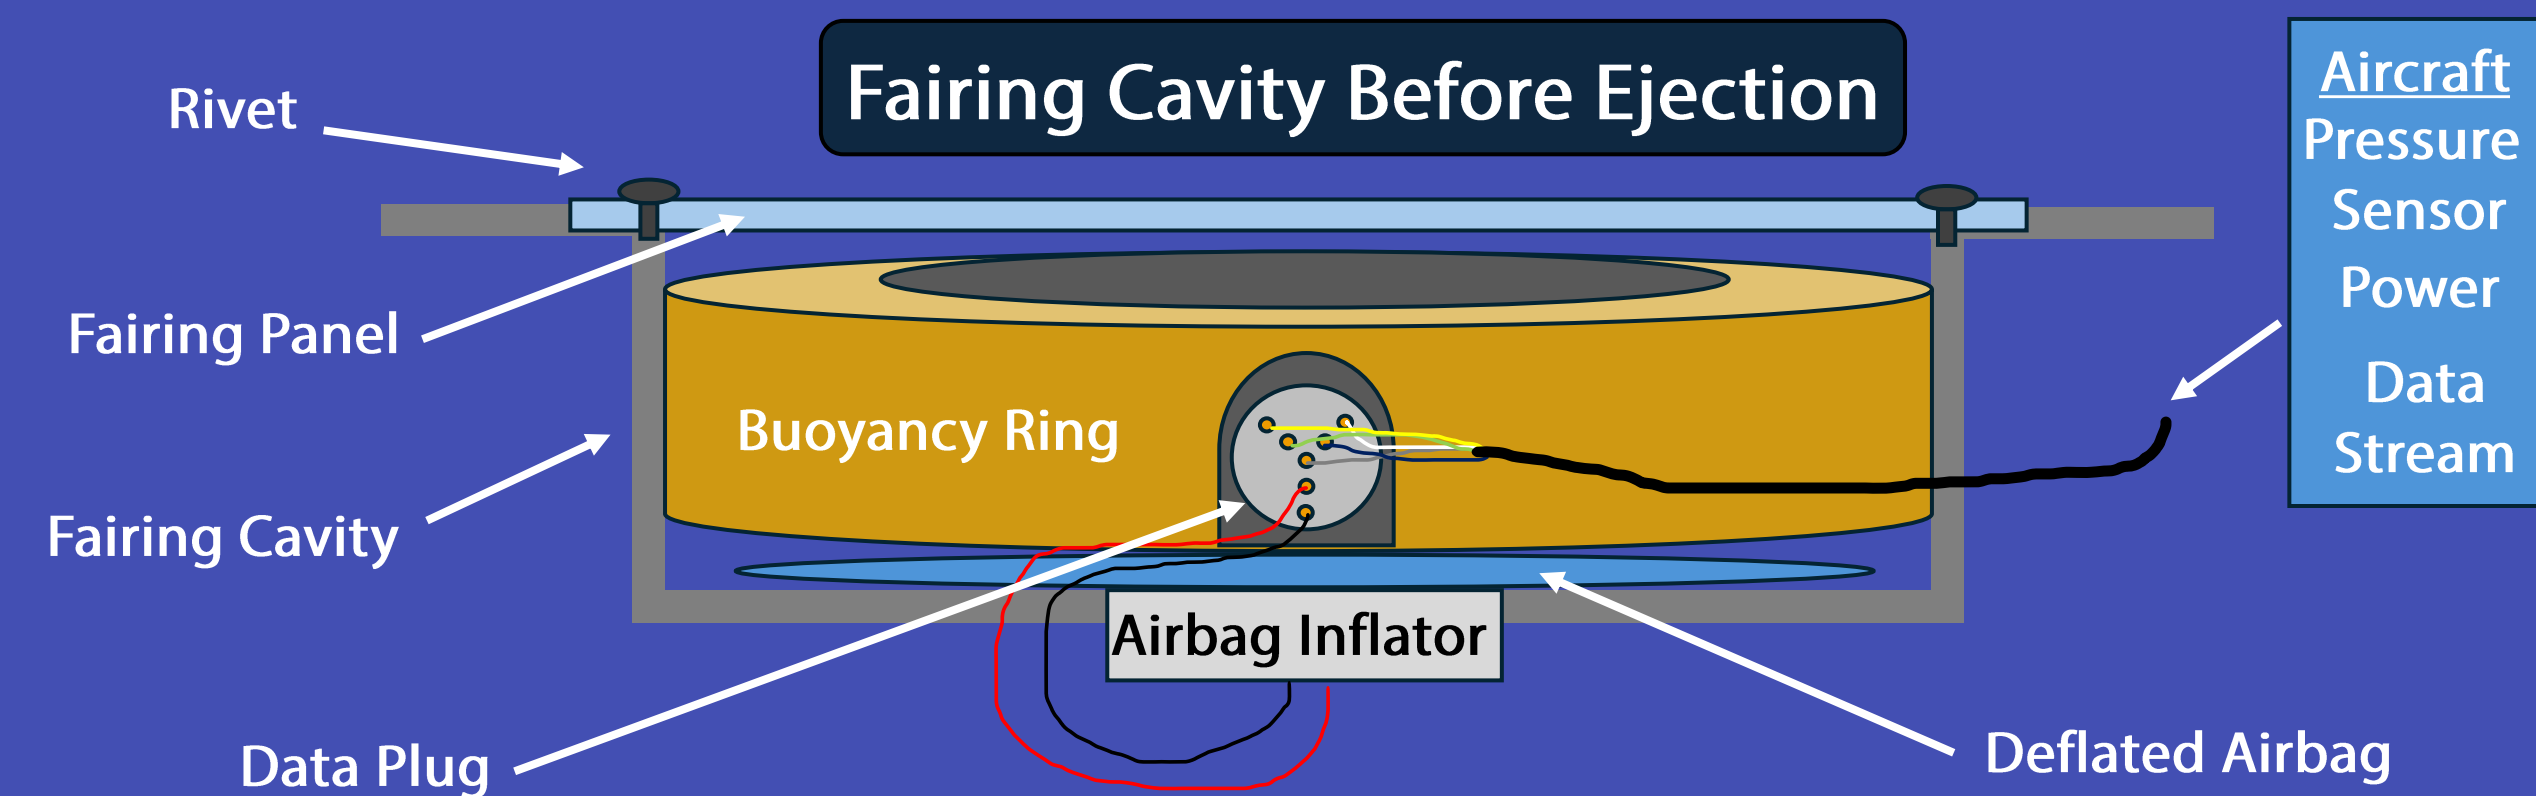 Fairing Cavity Before Ejection
Rivet
Fairing Panel
Fairing Cavity
Data Plug
Buoyancy Ring
Airbag Inflator
Deflated Airbag
Aircraft
Pressure
Sensor
Power
Data
Stream